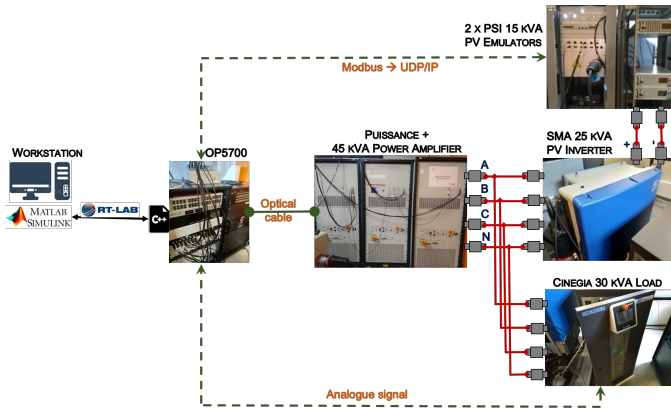 2 x PSI 15 KVA
PV EMULATORS
Modbus → UDP/IP
PUISSANCE +
45 KVA POWER AMPLIFIER
SMA 25 KVA
PV INVERTER
+
-
WORKSTATION
OP5700
A
B
C
N
Optical
cable
MATLAB
SIMULINK
RT-LAB
C++
CINEGIA 30 KVA LOAD
Analogue signal